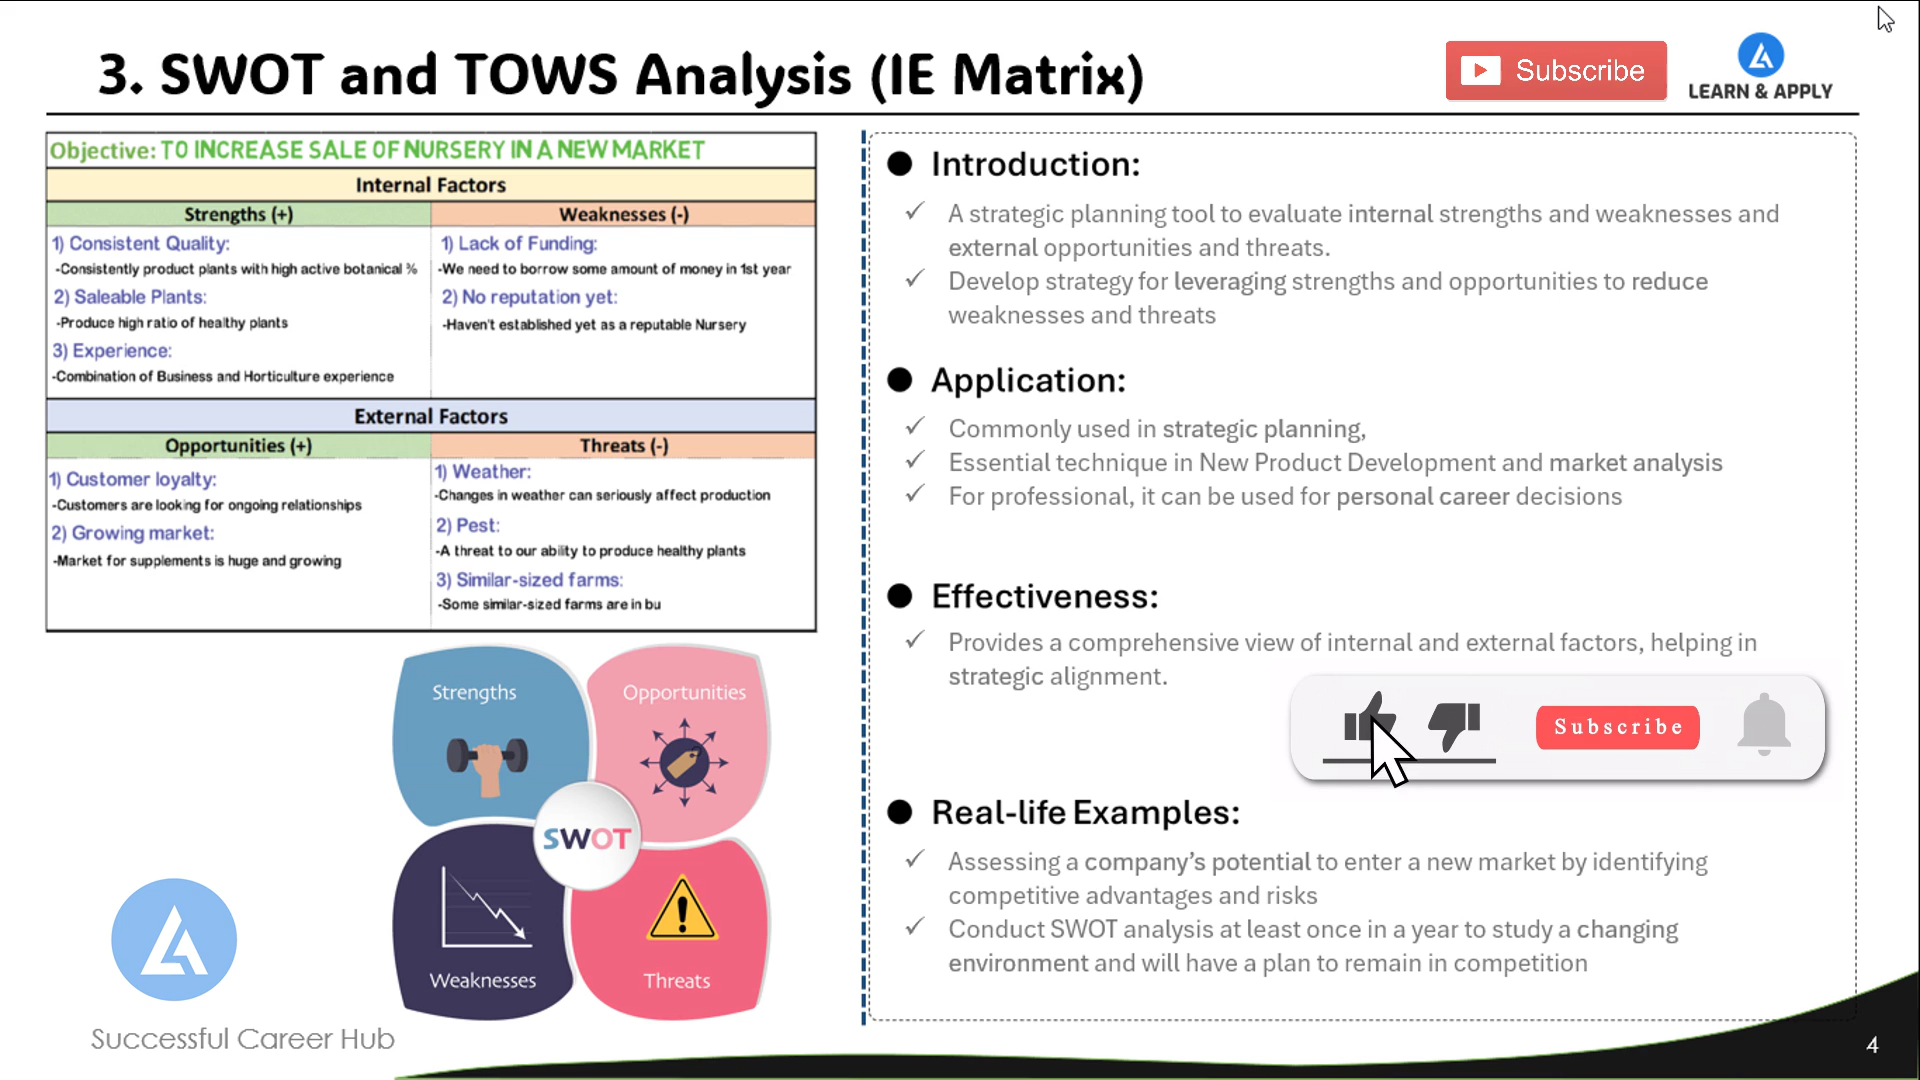 3. SWOT and TOWS Analysis (IE Matrix)
Subscribe
LEARN & APPLY
Objective: TO INCREASE SALE OF NURSERY IN A NEW MARKET
Internal Factors
Strengths (+)
1) Consistent Quality:
-Consistently product plants with high active botanical %
2) Saleable Plants:
-Produce high ratio of healthy plants
3) Experience:
-Combination of Business and Horticulture experience
Weaknesses (-)
1) Lack of Funding:
-We need to borrow some amount of money in 1st year
2) No reputation yet:
-Haven't established yet as a reputable Nursery
External Factors
Opportunities (+)
1) Customer loyalty:
-Customers are looking for ongoing relationships
2) Growing market:
-Market for supplements is huge and growing
Threats (-)
1) Weather:
-Changes in weather can seriously affect production
2) Pest:
-A threat to our ability to produce healthy plants
3) Similar-sized farms:
-Some similar-sized farms are in bu
Strengths
Opportunities
SWOT
Weaknesses
Threats
Successful Career Hub
● Introduction:
✓ A strategic planning tool to evaluate internal strengths and weaknesses and
external opportunities and threats.
✓ Develop strategy for leveraging strengths and opportunities to reduce
weaknesses and threats
● Application:
✓ Commonly used in strategic planning,
✓ Essential technique in New Product Development and market analysis
✓ For professional, it can be used for personal career decisions
● Effectiveness:
✓ Provides a comprehensive view of internal and external factors, helping in
strategic alignment.
Subscribe
● Real-life Examples:
✓ Assessing a company's potential to enter a new market by identifying
competitive advantages and risks
✓ Conduct SWOT analysis at least once in a year to study a changing
environment and will have a plan to remain in competition
4